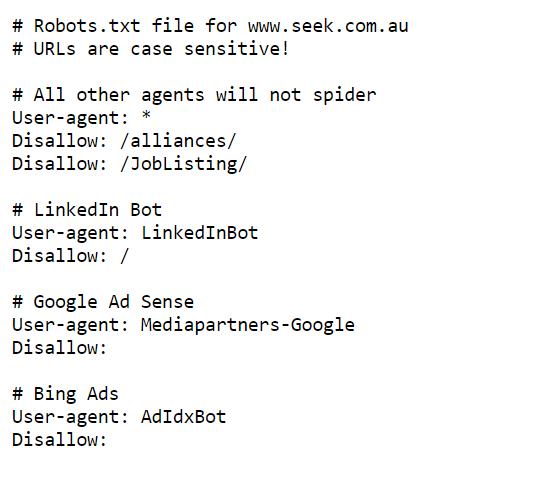 # Robots.txt file for www.seek.com.au
# URLs are case sensitive!
# All other agents will not spider
User-agent: *
Disallow: /alliances/
Disallow: /JobListing/
# LinkedIn Bot
User-agent: LinkedInBot
Disallow: /
# Google Ad Sense
User-agent: Mediapartners-Google
Disallow:
# Bing Ads
User-agent: AdIdxBot
Disallow: